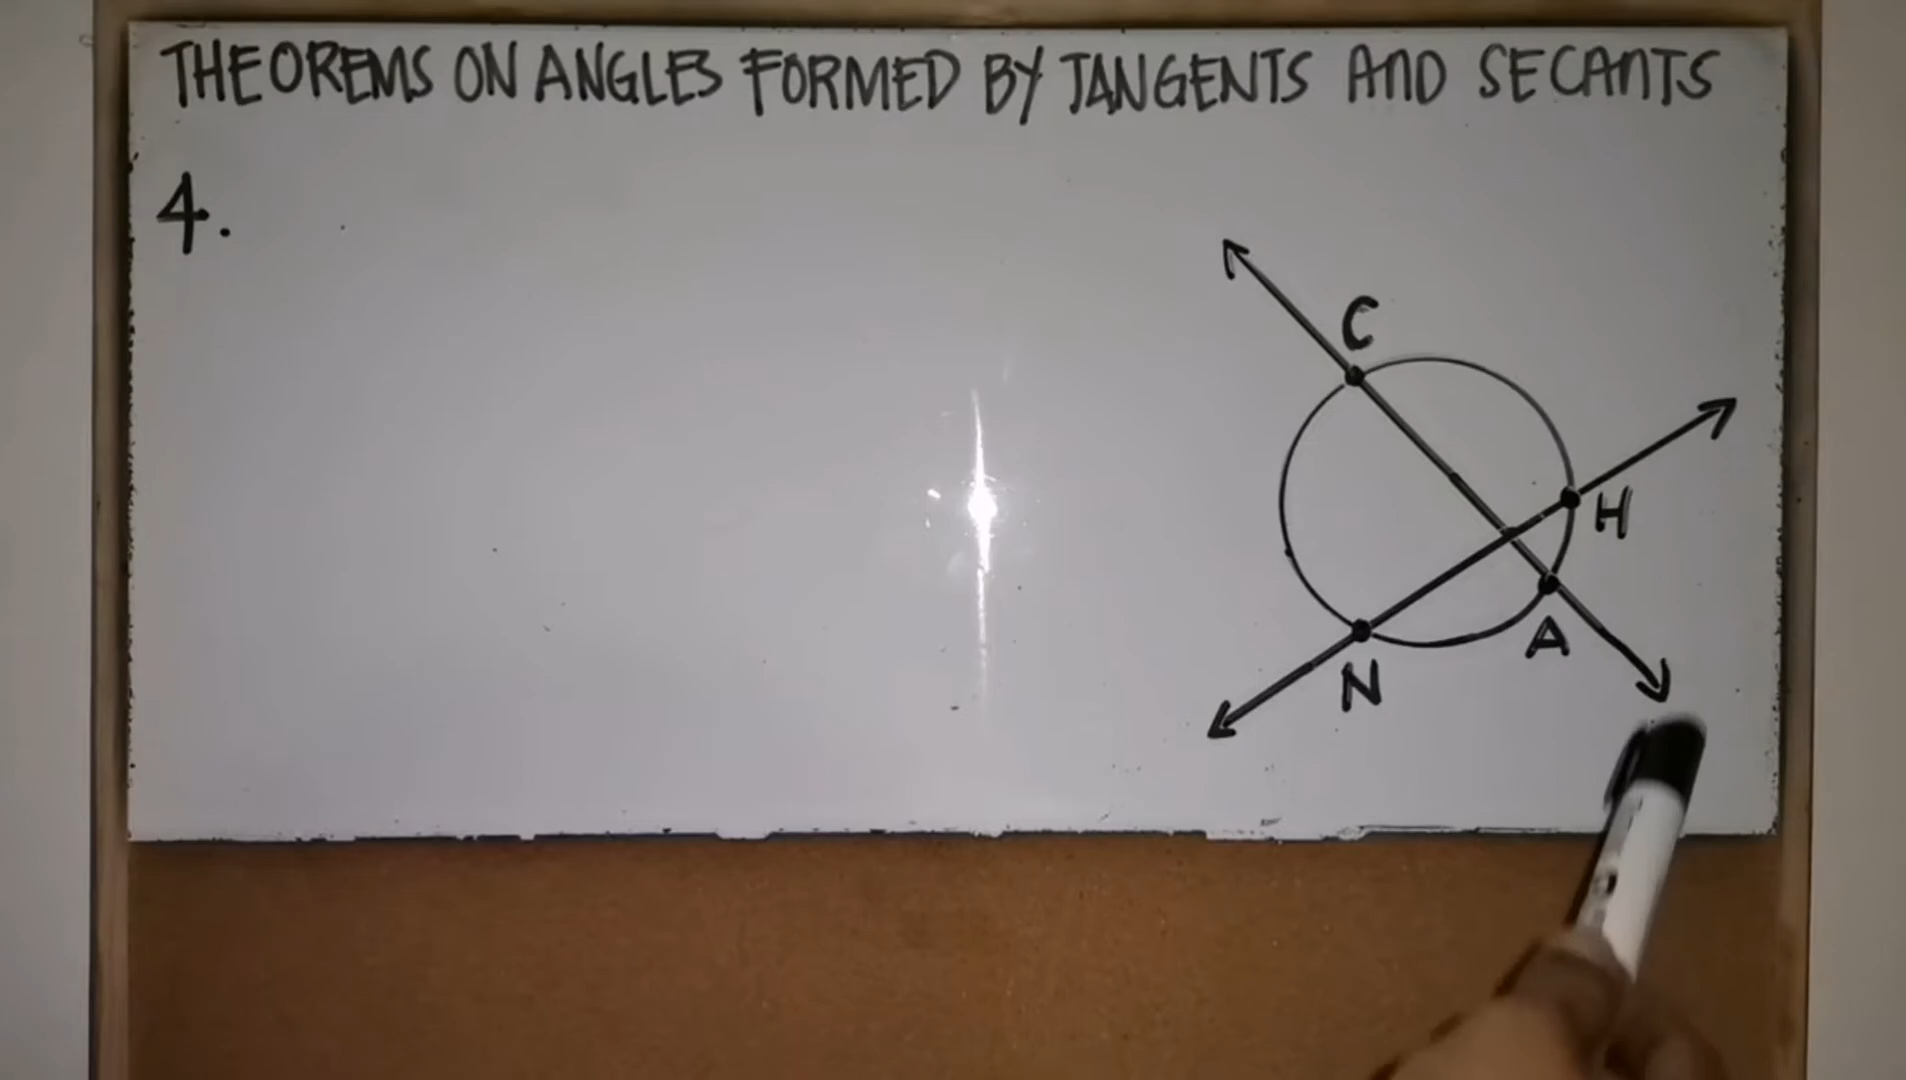 THEOREMS ON ANGLES FORMED BY TANGENTS AND SECANTS
4.
C
H
A
N